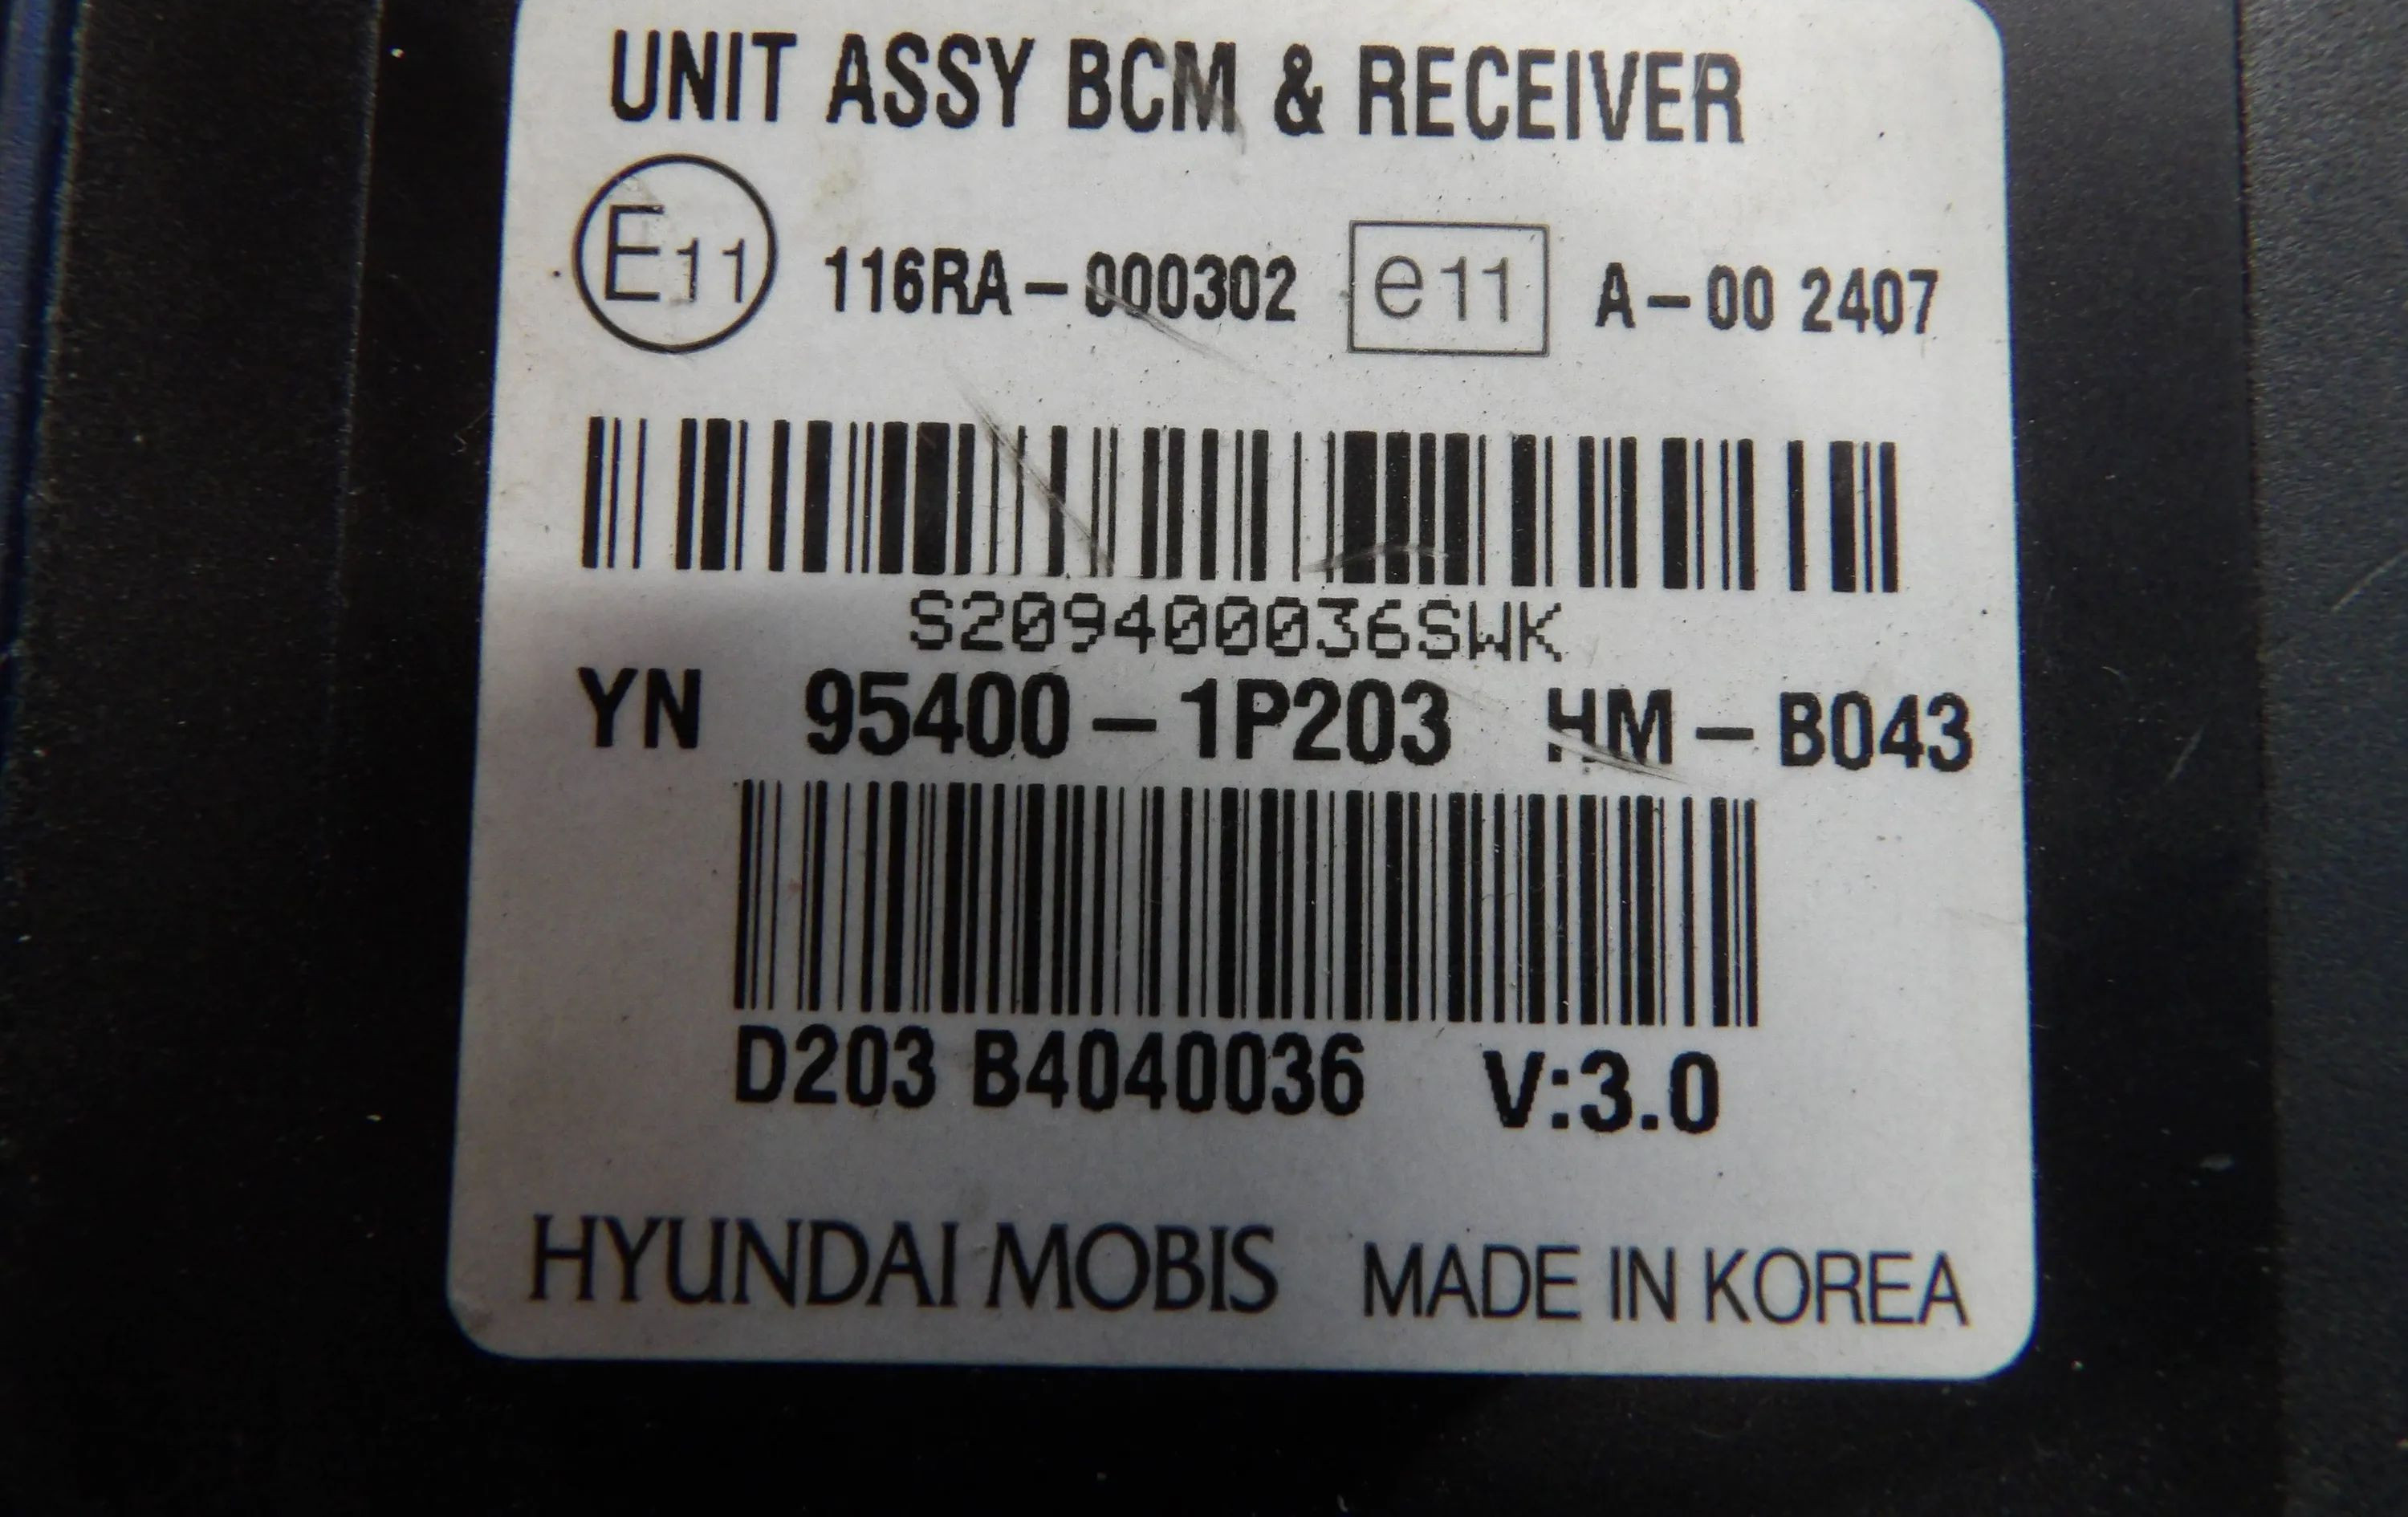 UNIT ASSY BCM & RECEIVER
E11 116RA-000302 e11 A-00 2407
S209400036SWK
YN 95400-1P203 HM-B043
D203 B4040036 V:3.0
HYUNDAI MOBIS MADE IN KOREA